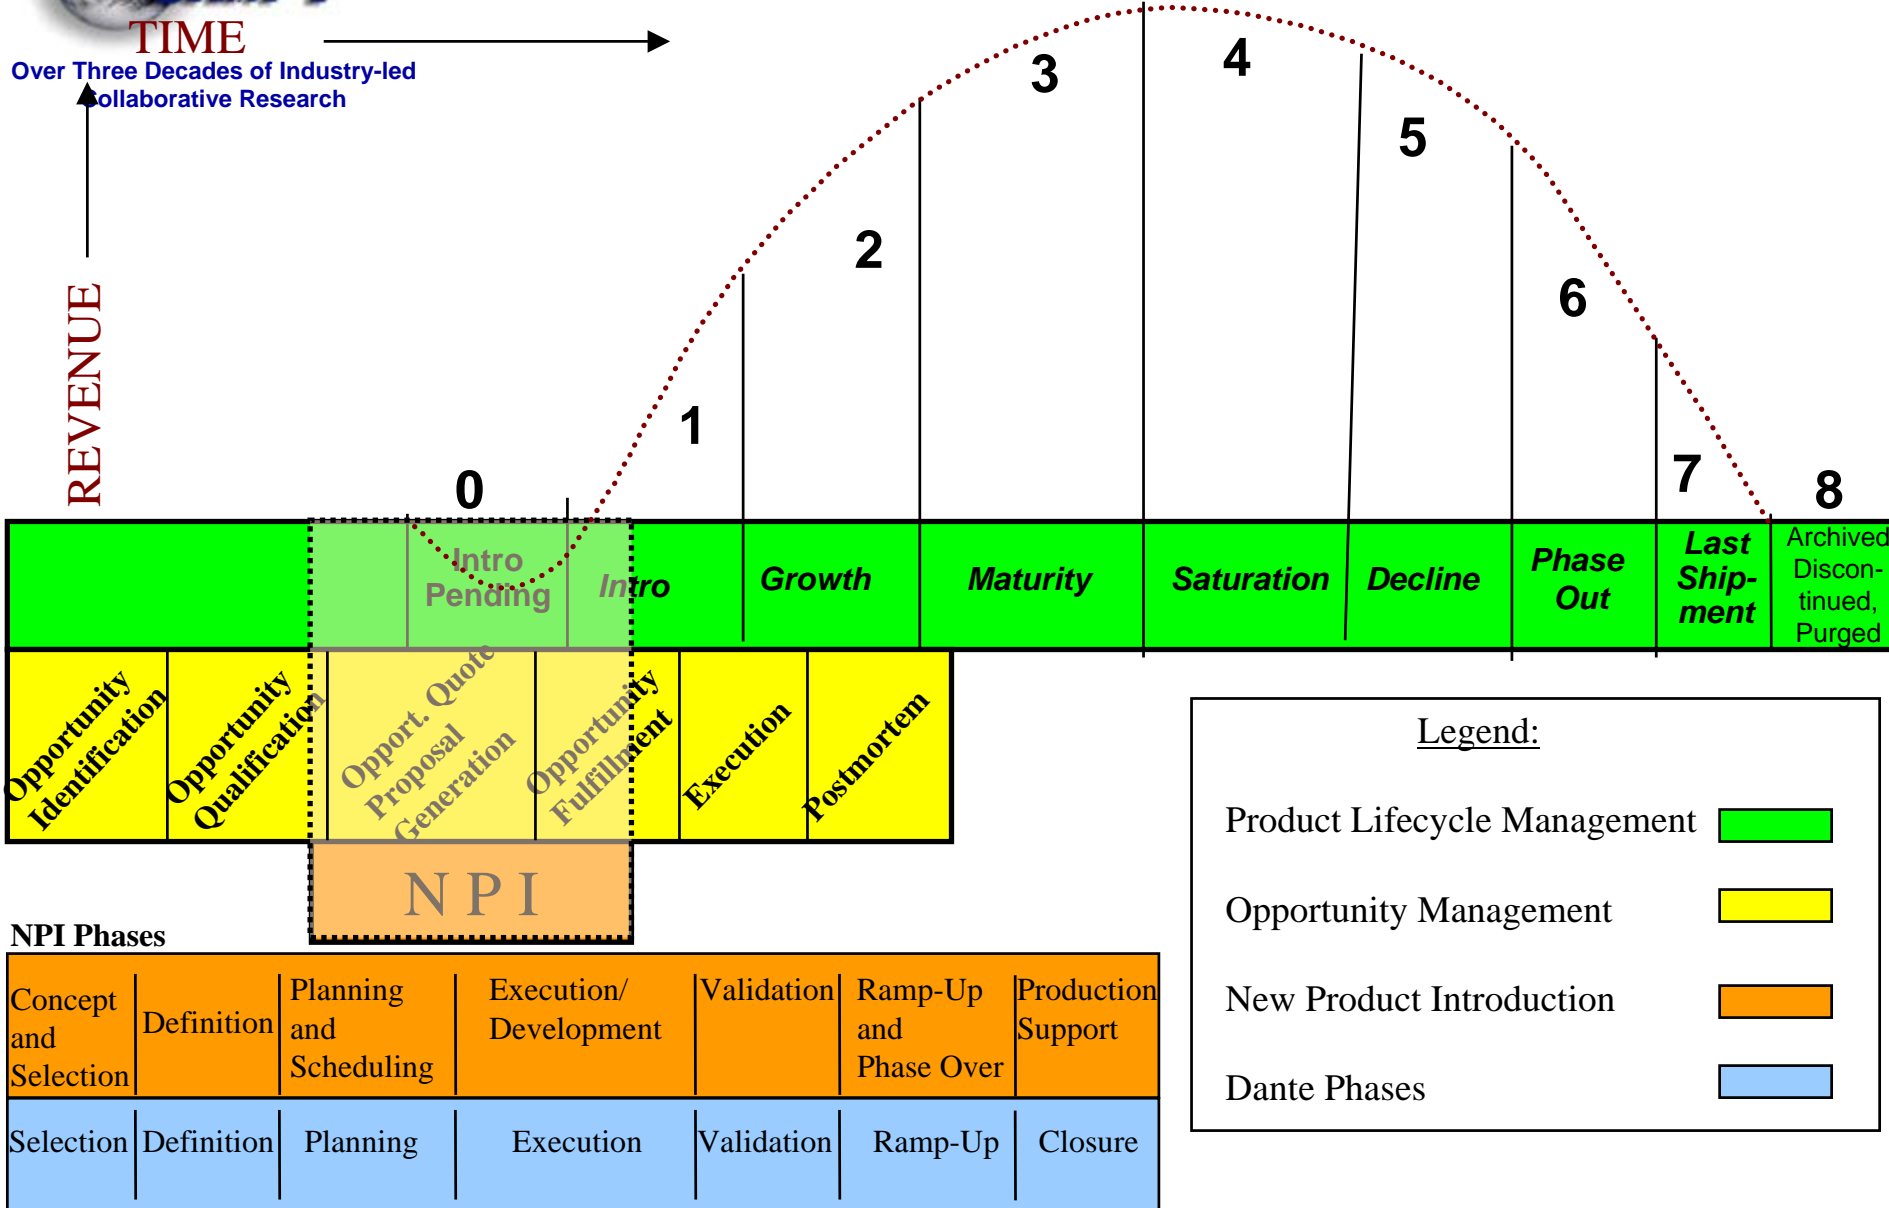 TIME
Over Three Decades of Industry-led
Collaborative Research
REVENUE
0
1
2
3
4
5
6
7
8
Intro
Pending
Intro
Growth
Maturity
Saturation
Decline
Phase
Out
Last
Ship-
ment
Archived
Discon-
tinued,
Purged
Opportunity
Identification
Opportunity
Qualification
Opport. Quote
Proposal
Generation
Opportunity
Fulfillment
Execution
Postmortem
N P I
Legend:
Product Lifecycle Management
Opportunity Management
New Product Introduction
Dante Phases
NPI Phases
Concept
and
Selection
Definition
Planning
and
Scheduling
Execution/
Development
Validation
Ramp-Up
and
Phase Over
Production
Support
Selection
Definition
Planning
Execution
Validation
Ramp-Up
Closure